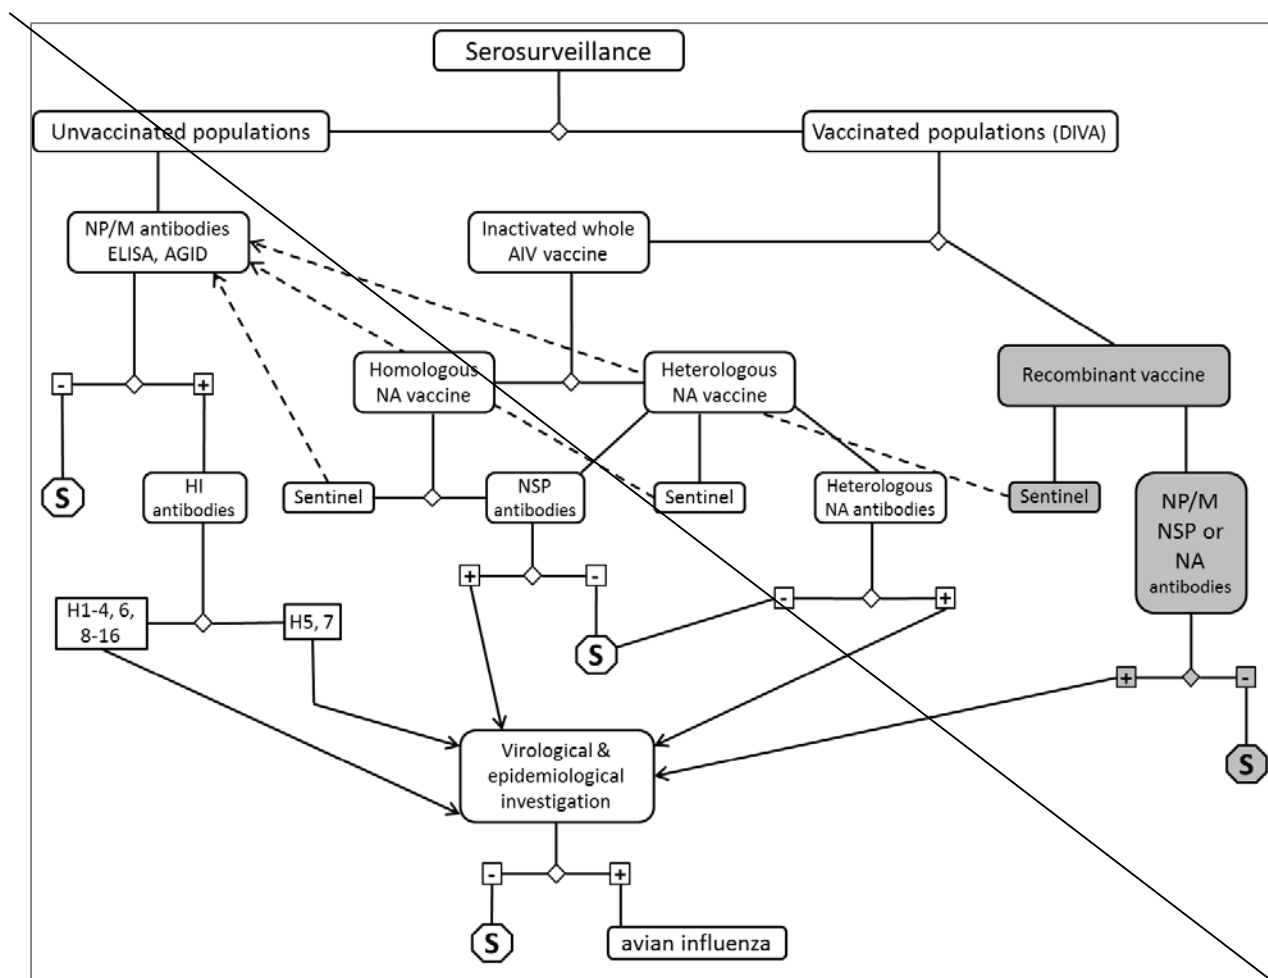 Serosurveillance
Unvaccinated populations
Vaccinated populations (DIVA)
NP/M antibodies
ELISA, AGID
Inactivated whole
AIV vaccine
Homologous
NA vaccine
Heterologous
NA vaccine
Recombinant vaccine
-
+
S
HI
antibodies
Sentinel
NSP
antibodies
Sentinel
Heterologous
NA antibodies
Sentinel
NP/M
NSP or
NA
antibodies
+
-
-
+
H1-4, 6,
8-16
H5, 7
S
+
-
S
Virological &
epidemiological
investigation
-
+
S
avian influenza